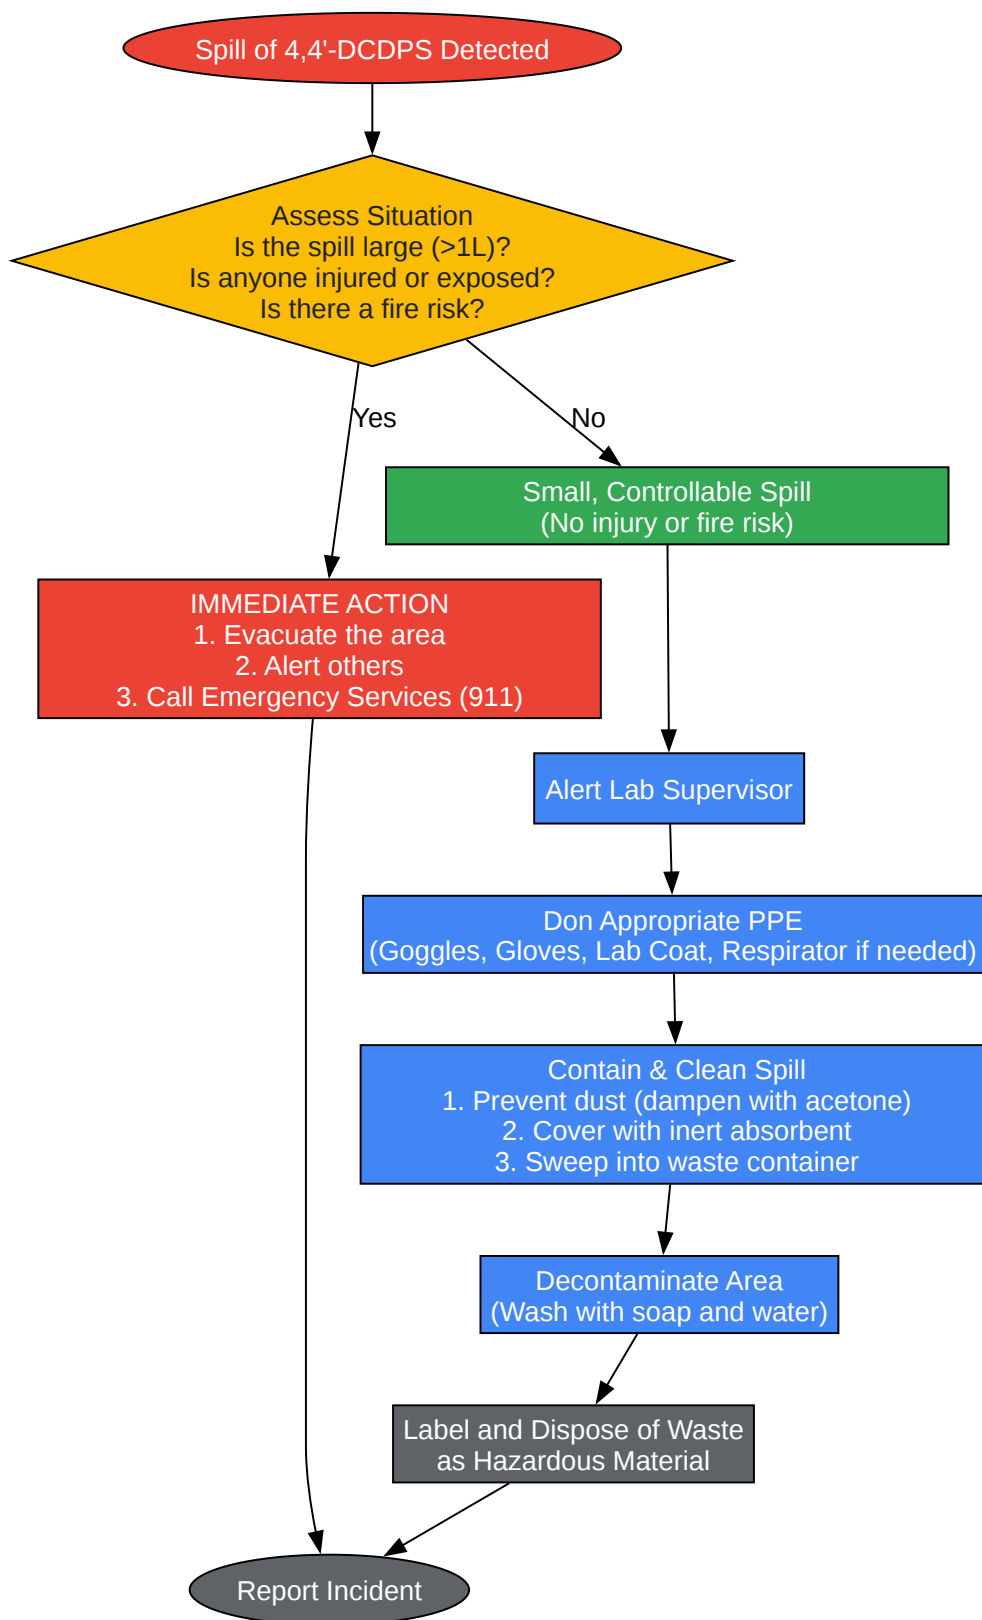 Spill of 4,4'-DCDPS Detected
Assess Situation
Is the spill large (>1L)?
Is anyone injured or exposed?
Is there a fire risk?
Yes
No
Small, Controllable Spill
(No injury or fire risk)
IMMEDIATE ACTION
1. Evacuate the area
2. Alert others
3. Call Emergency Services (911)
Alert Lab Supervisor
Don Appropriate PPE
(Goggles, Gloves, Lab Coat, Respirator if needed)
Contain & Clean Spill
1. Prevent dust (dampen with acetone)
2. Cover with inert absorbent
3. Sweep into waste container
Decontaminate Area
(Wash with soap and water)
Label and Dispose of Waste
as Hazardous Material
Report Incident